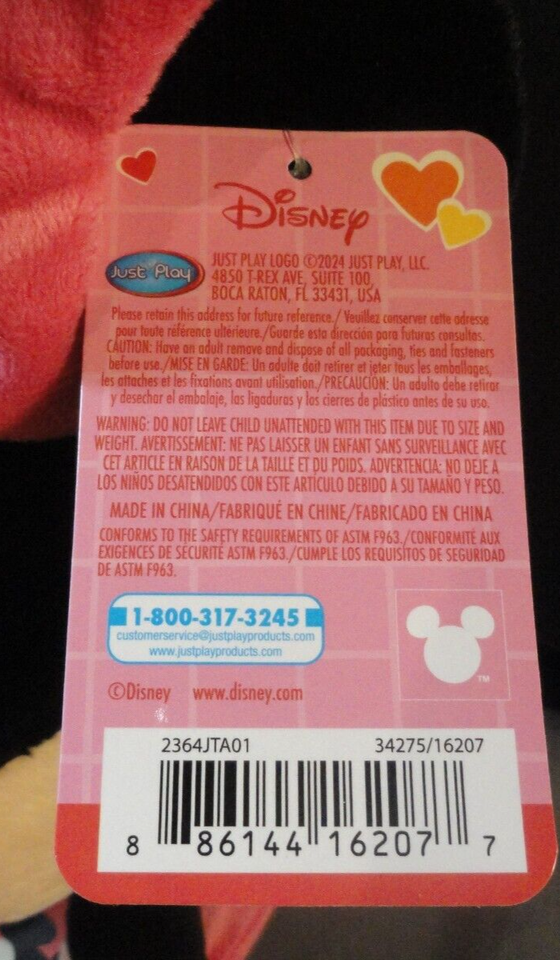 Disney
Just Play
JUST PLAY LOGO ©2024 JUST PLAY, LLC.
4850 T-REX AVE, SUITE 100,
BOCA RATON, FL 33431, USA
Please retain this address for future reference./ Veuillez conserver cette adresse
pour toute référence ulterieure./Guarde esta dirección para futuras consultas.
CAUTION: Have an adult remove and dispose of all packaging, ties and fasteners
before use./MISE EN GARDE: Un adulte doit retirer et jeter tous les emballages,
les attaches et les fixations avant utilisation./PRECAUCIÓN: Un adulto debe retirar
y desechar el embalaje, las ligaduras y los cierres de plástico antes de su uso.
WARNING: DO NOT LEAVE CHILD UNATTENDED WITH THIS ITEM DUE TO SIZE AND
WEIGHT. AVERTISSEMENT: NE PAS LAISSER UN ENFANT SANS SURVEILLANCE AVEC
CET ARTICLE EN RAISON DE LA TAILLE ET DU POIDS. ADVERTENCIA: NO DEJE A
LOS NIÑOS DESATENDIDOS CON ESTE ARTÍCULO DEBIDO A SU TAMAÑO Y PESO.
MADE IN CHINA/FABRIQUÉ EN CHINE/FABRICADO EN CHINA
CONFORMS TO THE SAFETY REQUIREMENTS OF ASTM F963./CONFORMITÉ AUX
EXIGENCES DE SÉCURITÉ ASTM F963./CUMPLE LOS REQUISITOS DE SEGURIDAD
DE ASTM F963.
1-800-317-3245
customerservice@justplayproducts.com
www.justplayproducts.com
TM
©Disney www.disney.com
2364JTA01 34275/16207
8 86144 16207 7